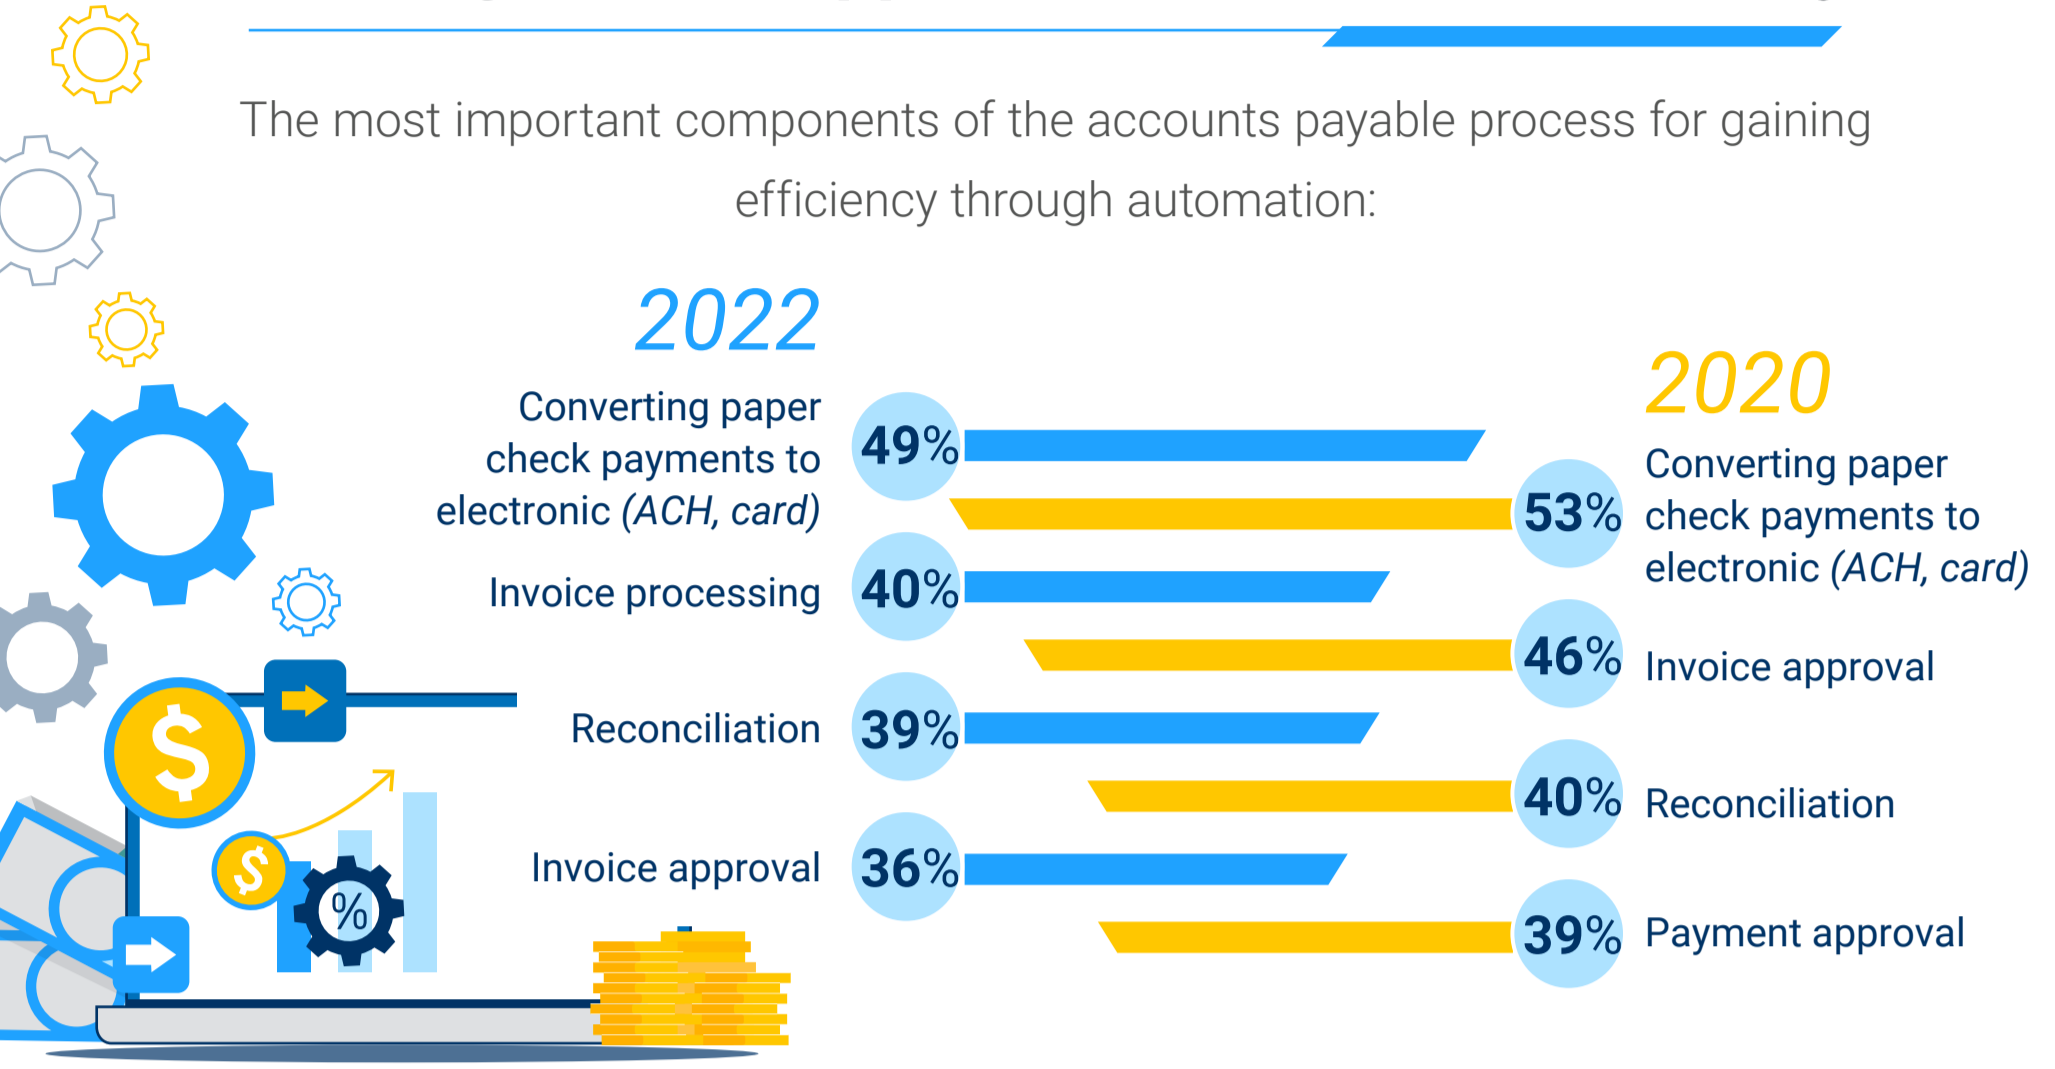 The most important components of the accounts payable process for gaining
efficiency through automation:
2022
Converting paper
check payments to
electronic (ACH, card)
49%
Invoice processing
40%
Reconciliation
39%
Invoice approval
36%
2020
53%
Converting paper
check payments to
electronic (ACH, card)
46%
Invoice approval
40%
Reconciliation
39%
Payment approval
$
$
%